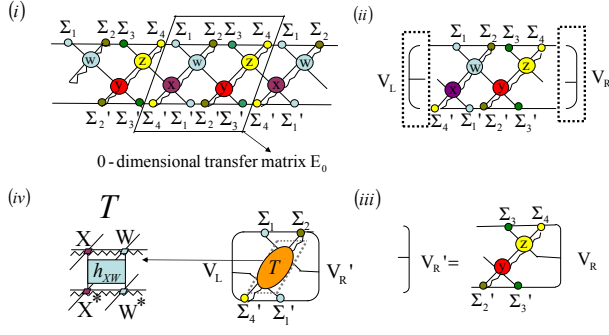 (i)
Σ1 Σ2 Σ3 Σ4 Σ1 Σ2 Σ3 Σ4 Σ1 Σ2
w z w z w
y x y x
Σ2' Σ3' Σ4' Σ1' Σ2' Σ3' Σ4' Σ1'
0 - dimensional transfer matrix E0
(ii)
Σ1 Σ2 Σ3 Σ4
w z
VL VR
x y
Σ4' Σ1' Σ2' Σ3'
(iv)
T
X W
hXW
X* W*
Σ1 Σ2
T
VL VR'
Σ4' Σ1'
(iii)
Σ3 Σ4
z
VR' = VR
y
Σ2' Σ3'